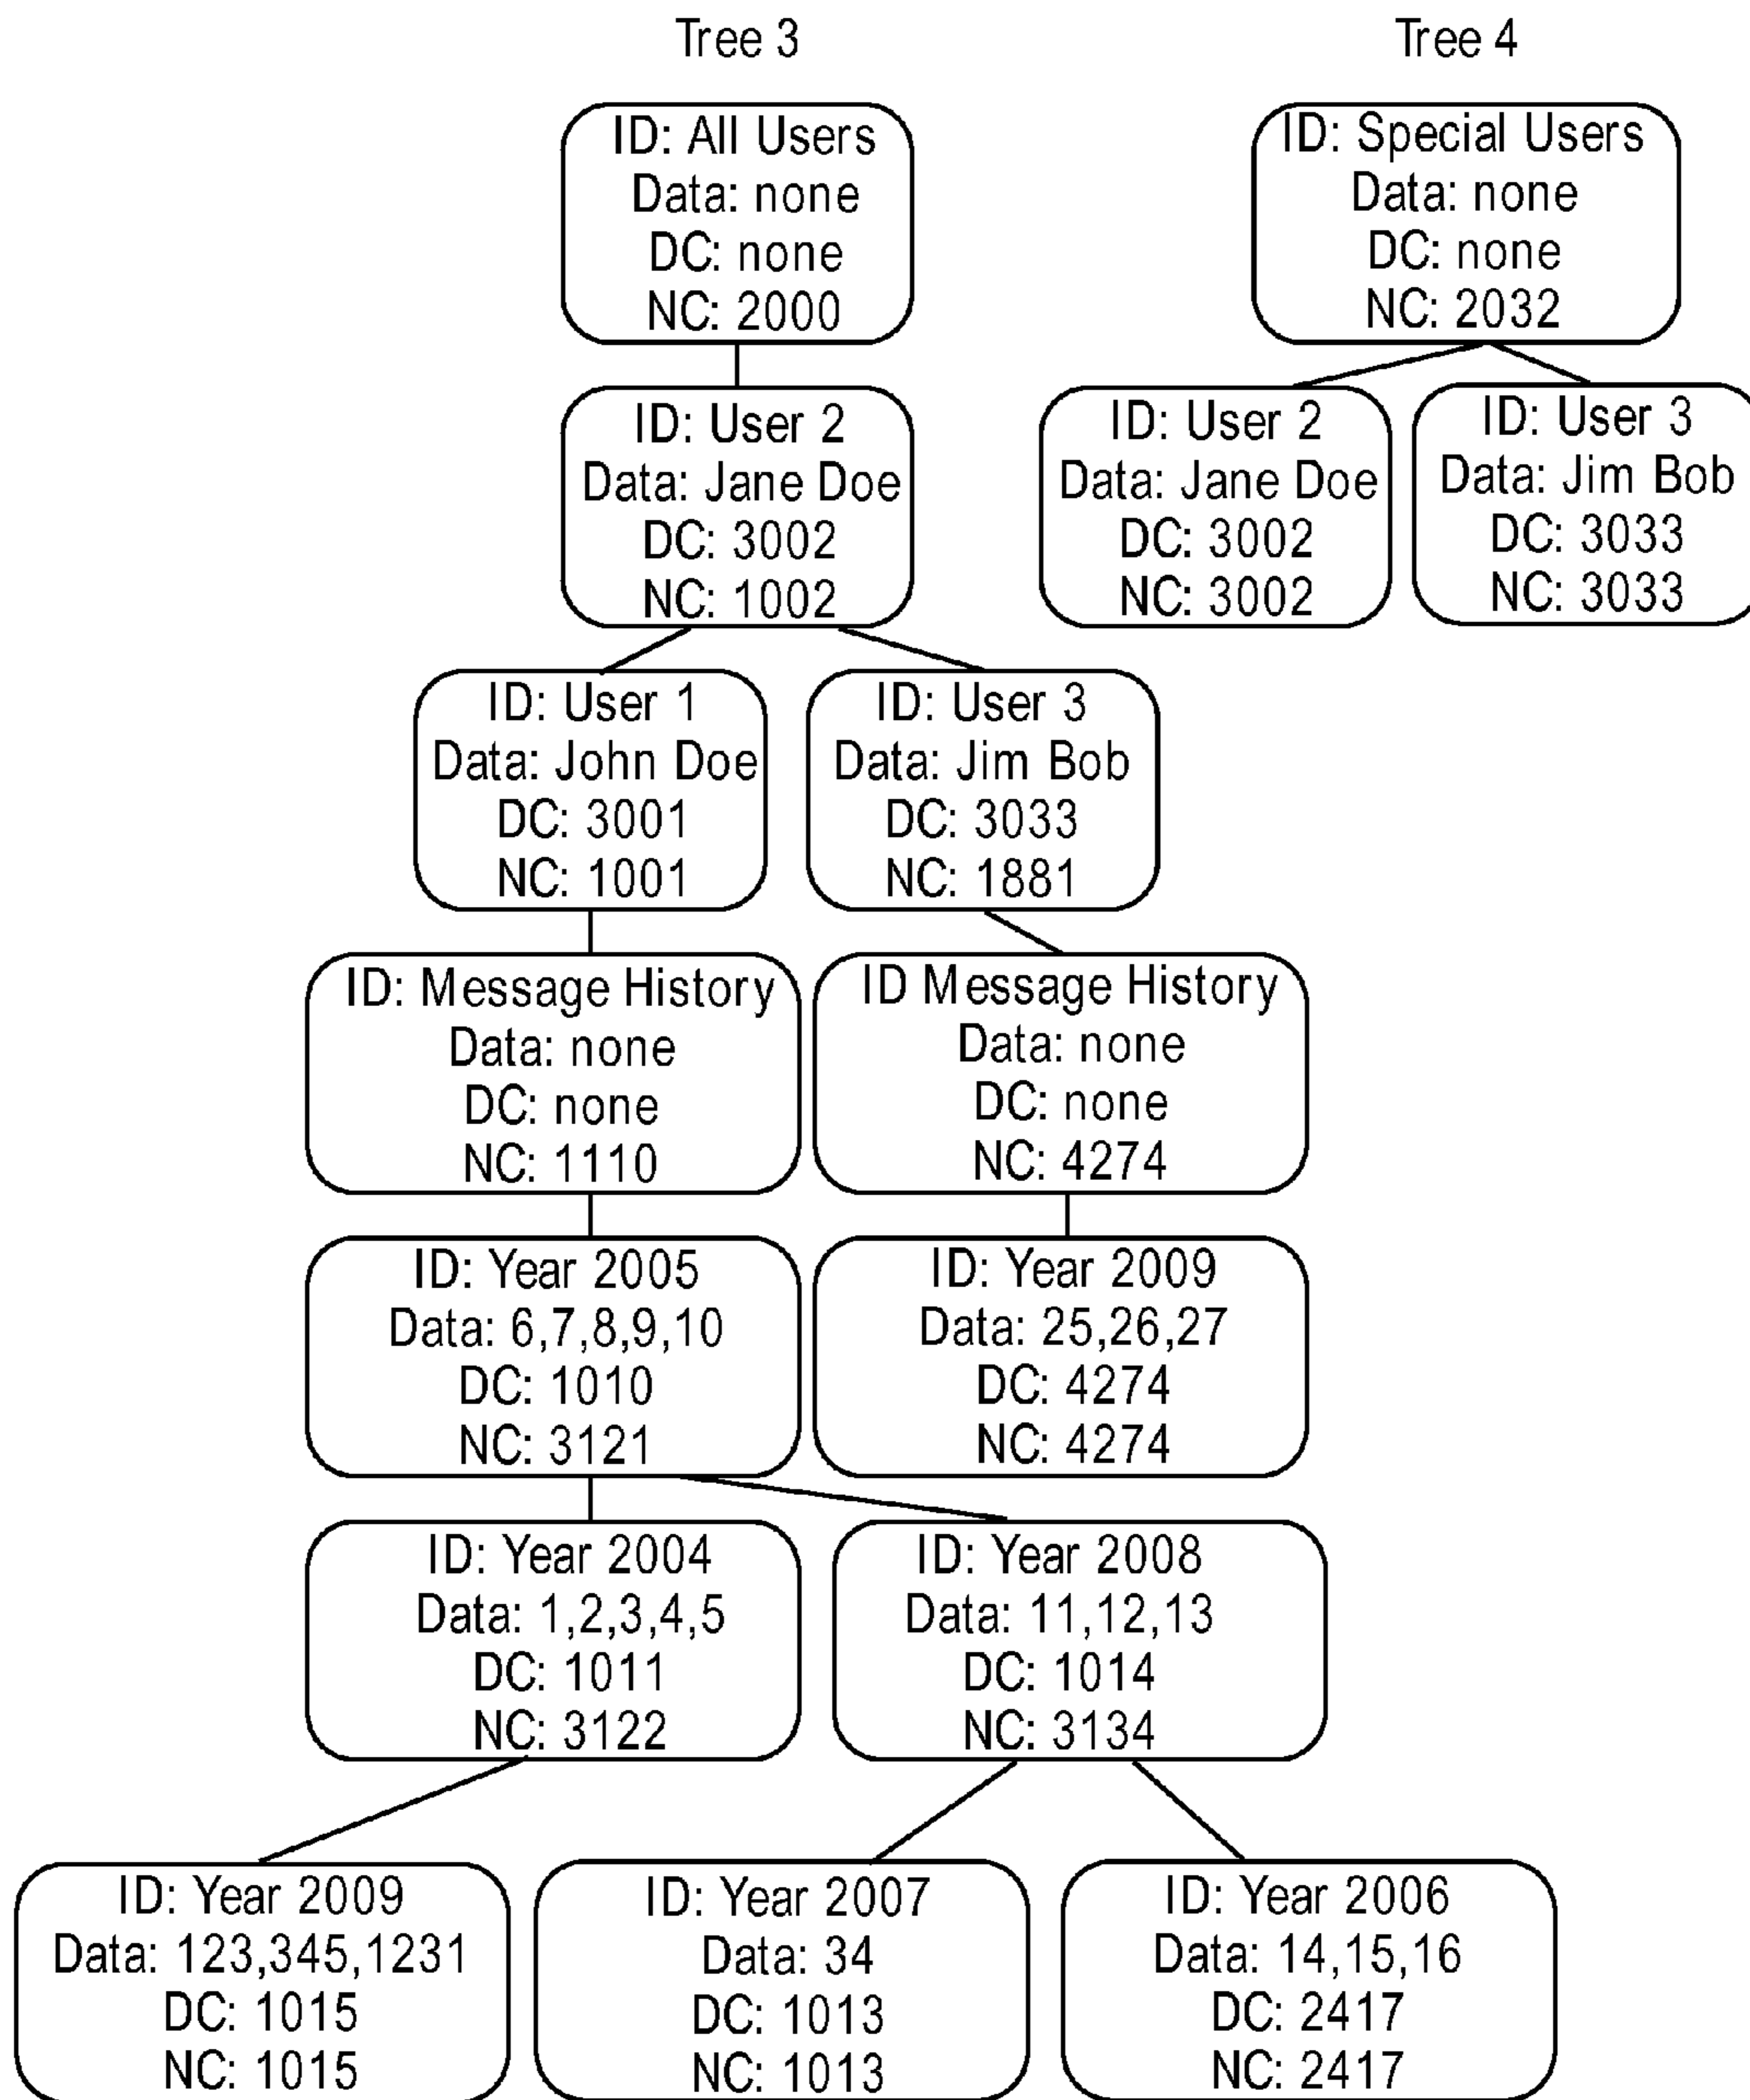 Tree 3
Tree 4
ID: All Users
Data: none
DC: none
NC: 2000
ID: Special Users
Data: none
DC: none
NC: 2032
ID: User 2
Data: Jane Doe
DC: 3002
NC: 1002
ID: User 2
Data: Jane Doe
DC: 3002
NC: 3002
ID: User 3
Data: Jim Bob
DC: 3033
NC: 3033
ID: User 1
Data: John Doe
DC: 3001
NC: 1001
ID: User 3
Data: Jim Bob
DC: 3033
NC: 1881
ID: Message History
Data: none
DC: none
NC: 1110
ID Message History
Data: none
DC: none
NC: 4274
ID: Year 2005
Data: 6,7,8,9,10
DC: 1010
NC: 3121
ID: Year 2009
Data: 25,26,27
DC: 4274
NC: 4274
ID: Year 2004
Data: 1,2,3,4,5
DC: 1011
NC: 3122
ID: Year 2008
Data: 11,12,13
DC: 1014
NC: 3134
ID: Year 2009
Data: 123,345,1231
DC: 1015
NC: 1015
ID: Year 2007
Data: 34
DC: 1013
NC: 1013
ID: Year 2006
Data: 14,15,16
DC: 2417
NC: 2417